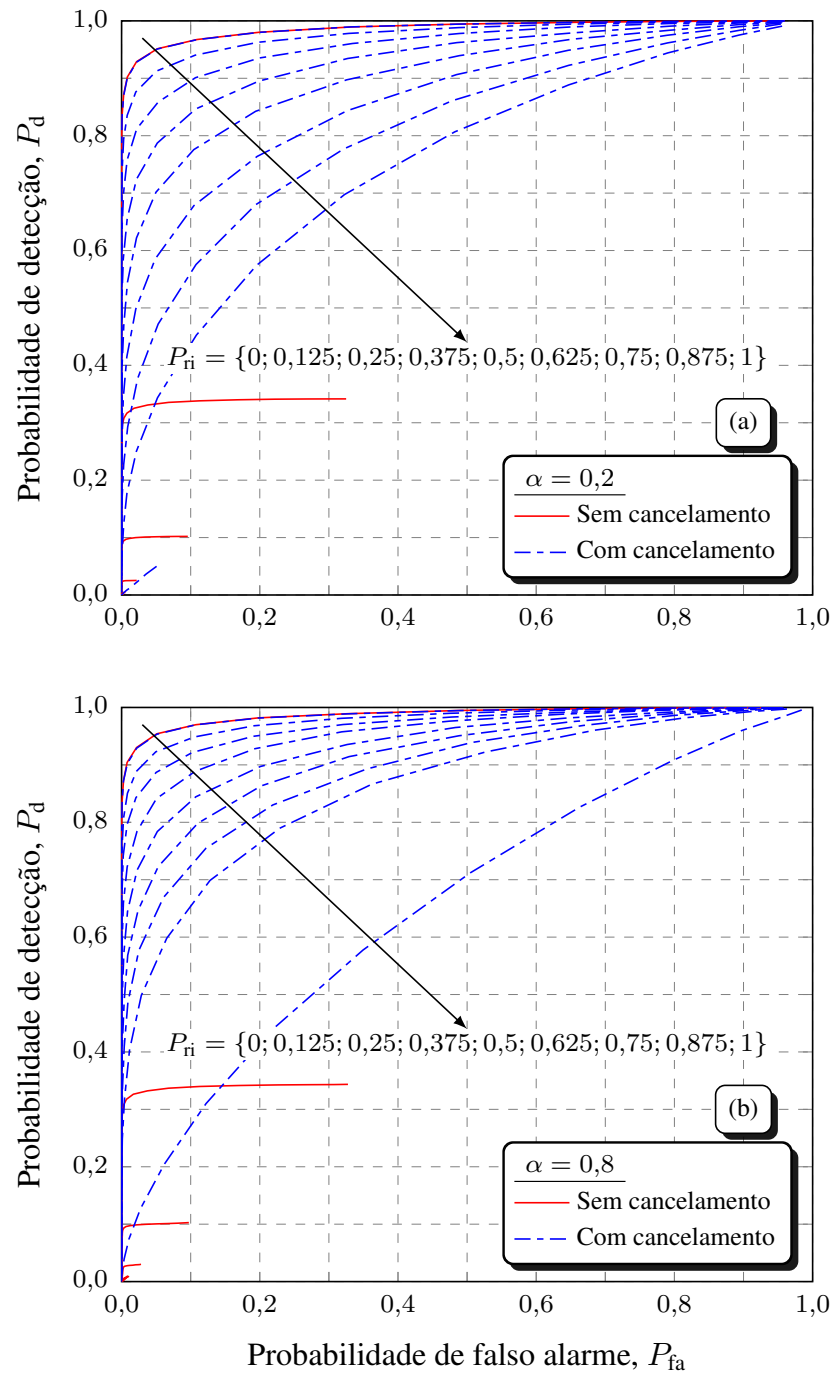 1,0
0,8
0,6
0,4
0,2
0,0
Probabilidade de detecção, P_d
P_ri = {0; 0,125; 0,25; 0,375; 0,5; 0,625; 0,75; 0,875; 1}
(a)
α = 0,2
Sem cancelamento
Com cancelamento
0,0 0,2 0,4 0,6 0,8 1,0
1,0
0,8
0,6
0,4
0,2
0,0
Probabilidade de detecção, P_d
P_ri = {0; 0,125; 0,25; 0,375; 0,5; 0,625; 0,75; 0,875; 1}
(b)
α = 0,8
Sem cancelamento
Com cancelamento
0,0 0,2 0,4 0,6 0,8 1,0
Probabilidade de falso alarme, P_fa